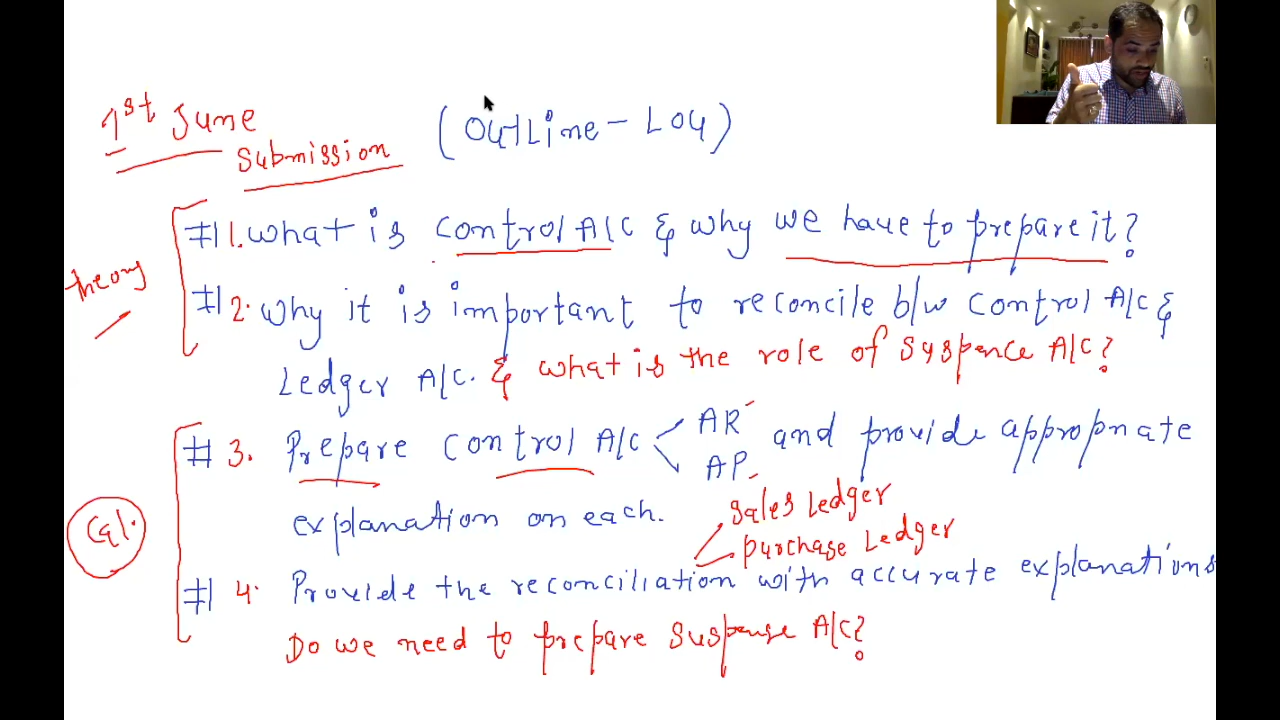 1st June
Submission
(Outline - LO4)
theory
#1. What is control A/C & why we have to prepare it?
#2. Why it is important to reconcile b/w control A/C &
Ledger A/C. & what is the role of Suspence A/C?
#3. Prepare control A/C AR AP and provide appropriate
explanation on each.
Cal.
Sales Ledger
Purchase Ledger
#4. Provide the reconciliation with accurate explanations
Do we need to prepare Suspense A/C?